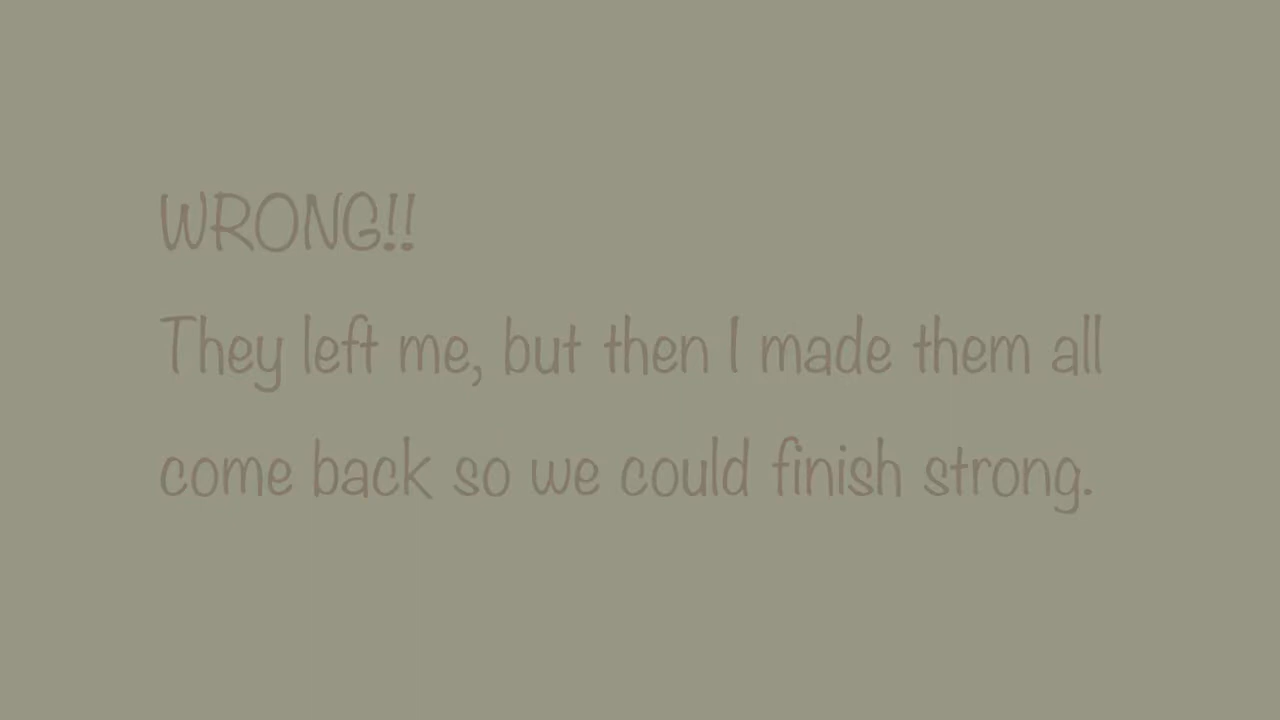 WRONG!!
They left me, but then I made them all
come back so we could finish strong.